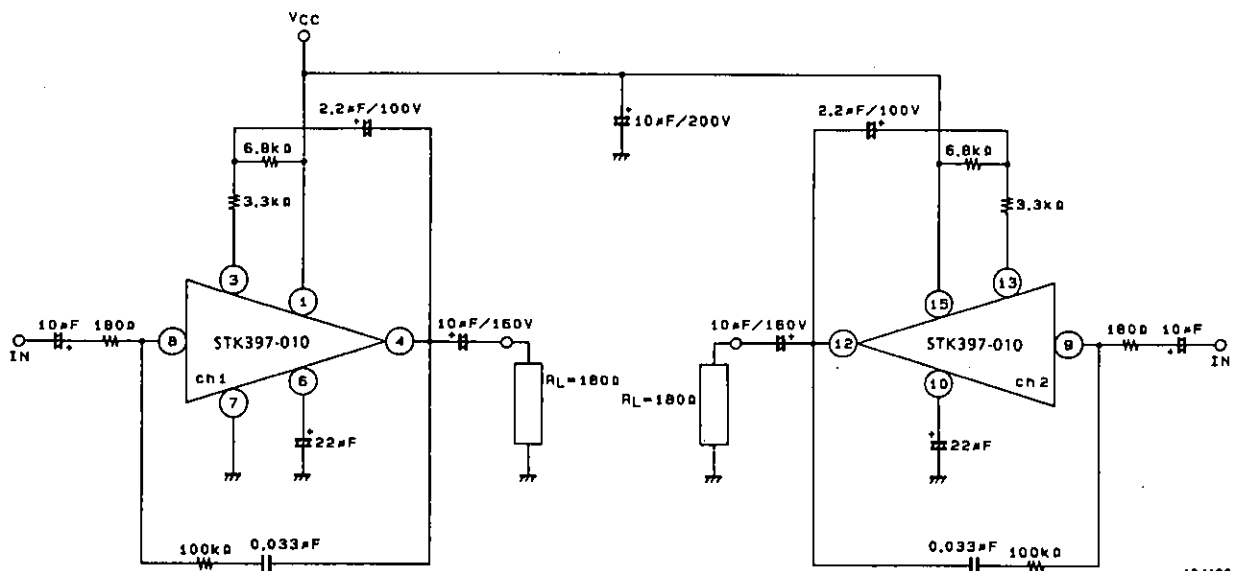 VCC
2.2μF/100V
10μF/200V
2.2μF/100V
6.8kΩ
6.8kΩ
3.3kΩ
3.3kΩ
3
1
15
13
10μF
180Ω
8
STK397-010
4
10μF/160V
10μF/160V
12
STK397-010
9
180Ω
10μF
IN
ch1
6
RL=180Ω
RL=180Ω
10
ch2
IN
7
22μF
22μF
100kΩ
0.033μF
0.033μF
100kΩ